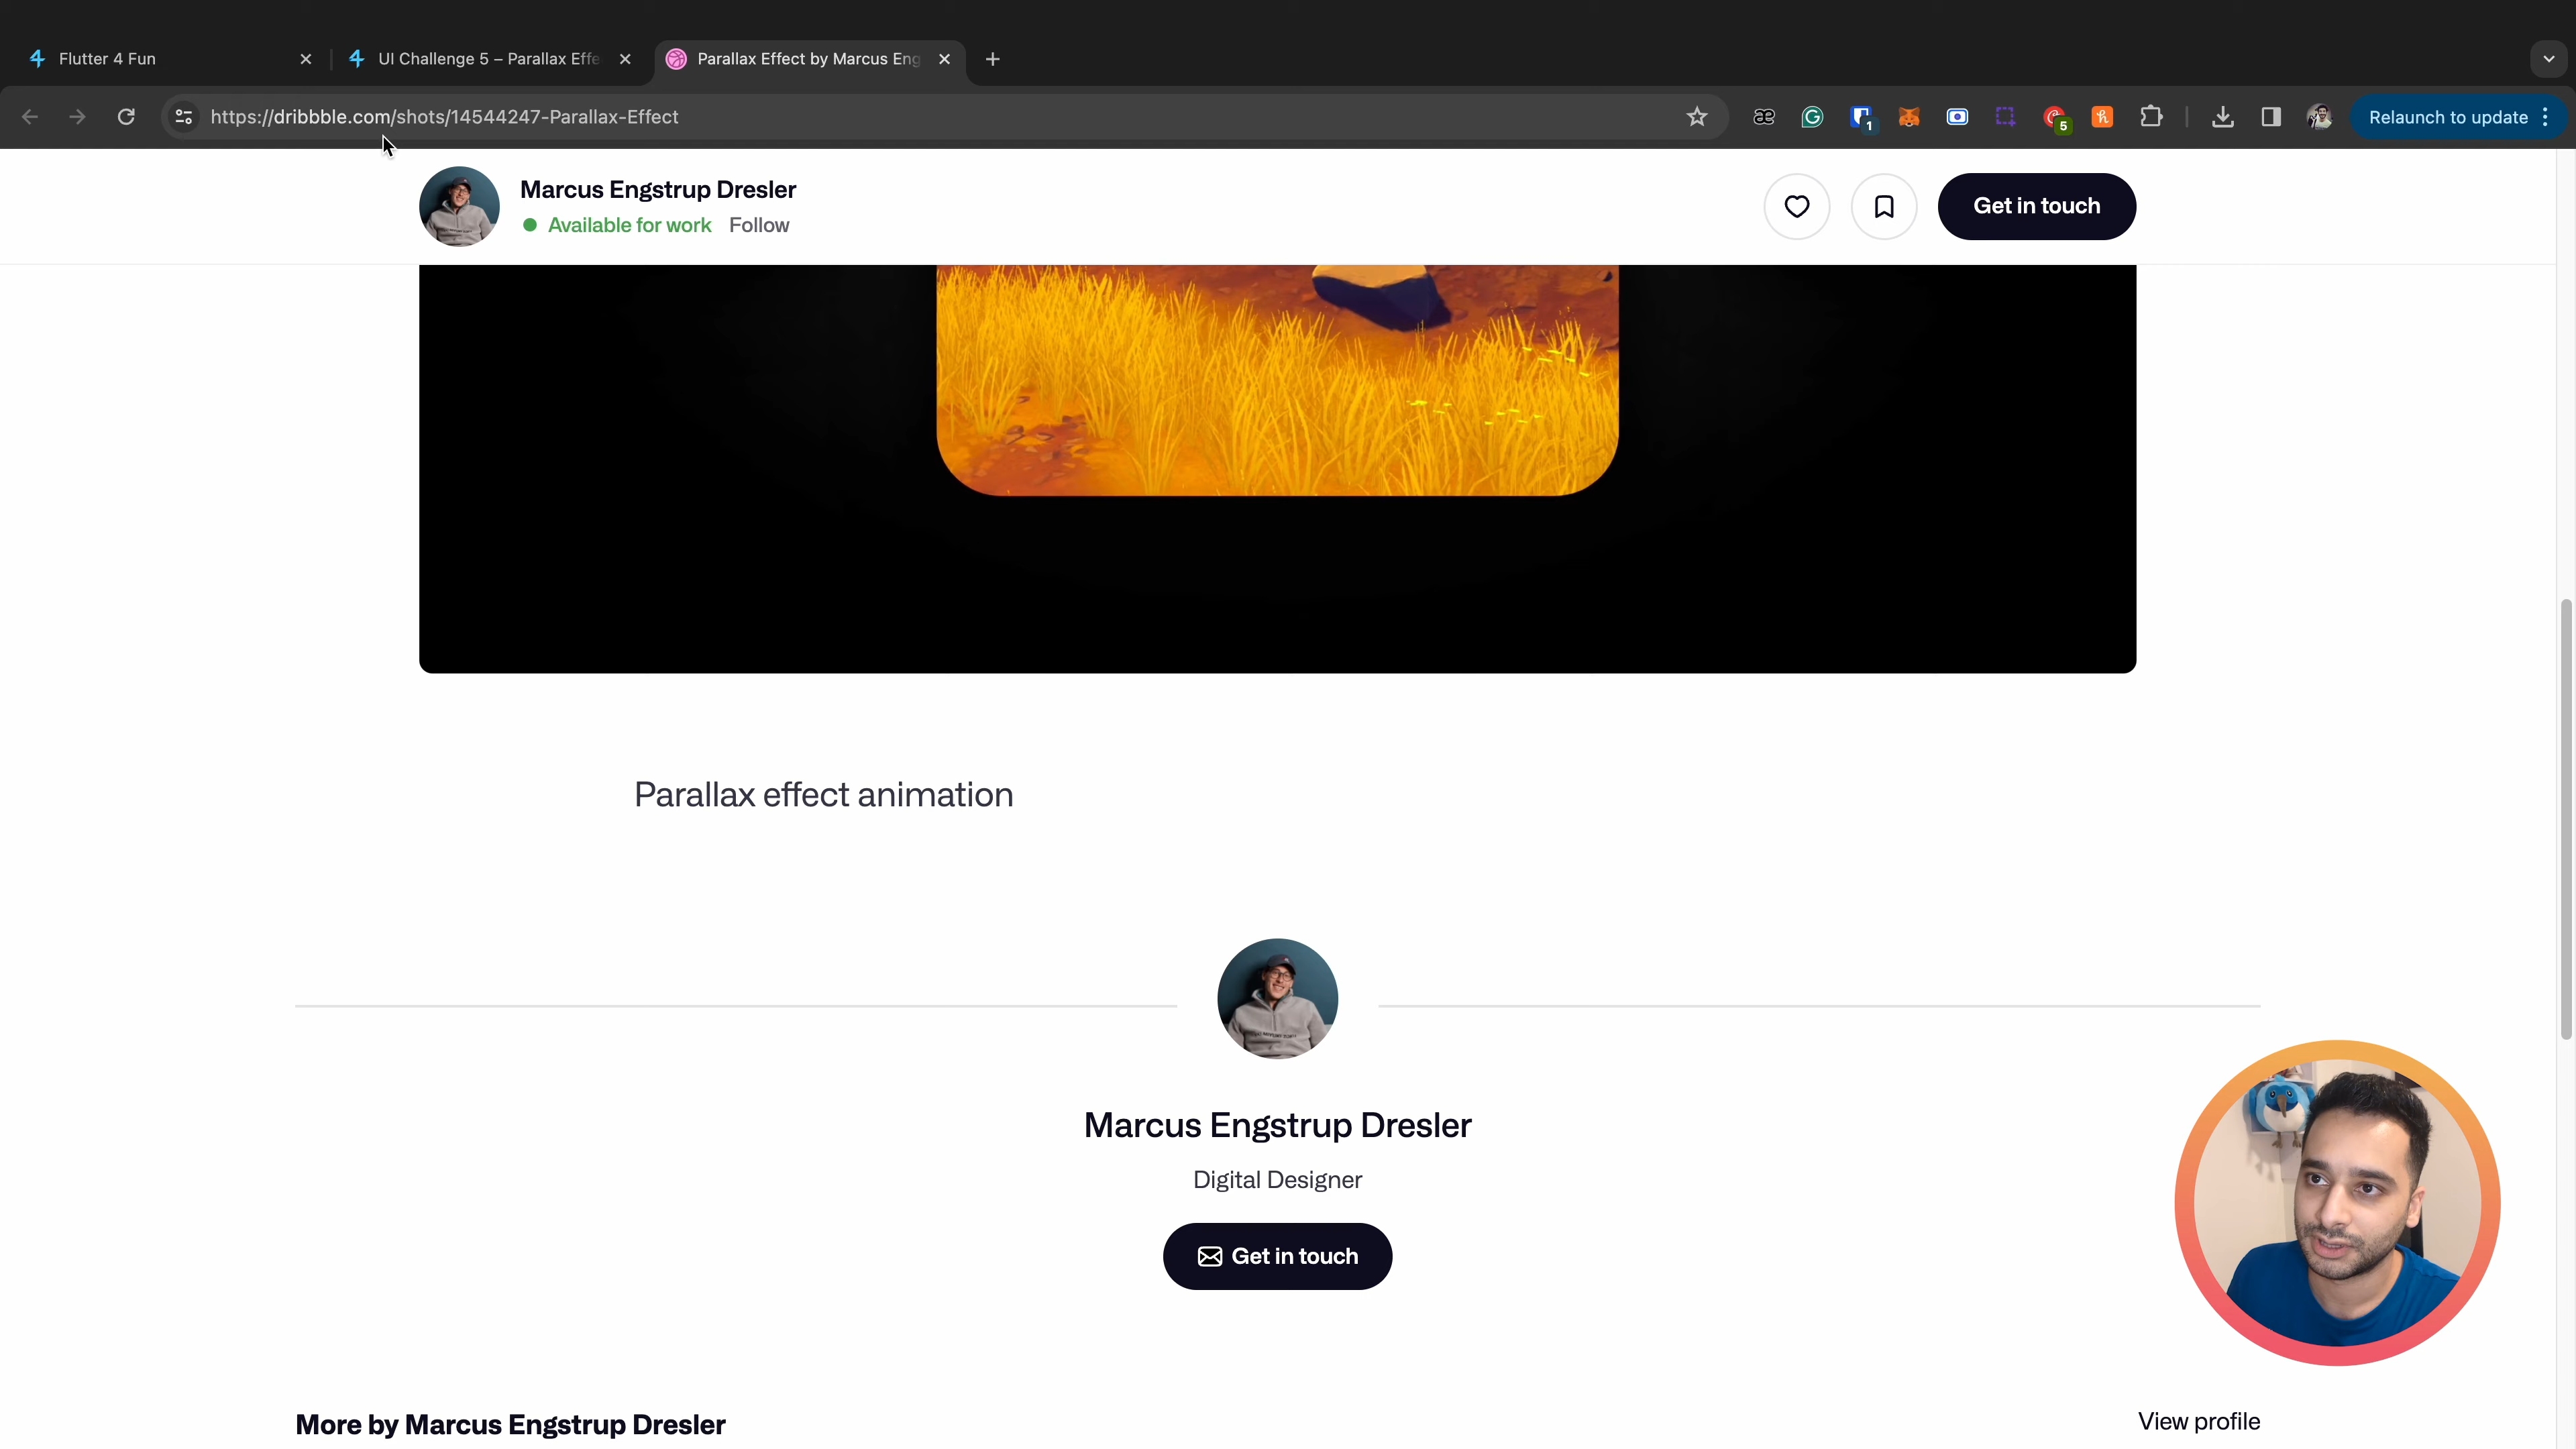 Flutter 4 Fun
UI Challenge 5 – Parallax Effe
Parallax Effect by Marcus Eng
https://dribbble.com/shots/14544247-Parallax-Effect
1
5
Relaunch to update
Marcus Engstrup Dresler
Available for work Follow
Get in touch
Parallax effect animation
Marcus Engstrup Dresler
Digital Designer
Get in touch
More by Marcus Engstrup Dresler
View profile